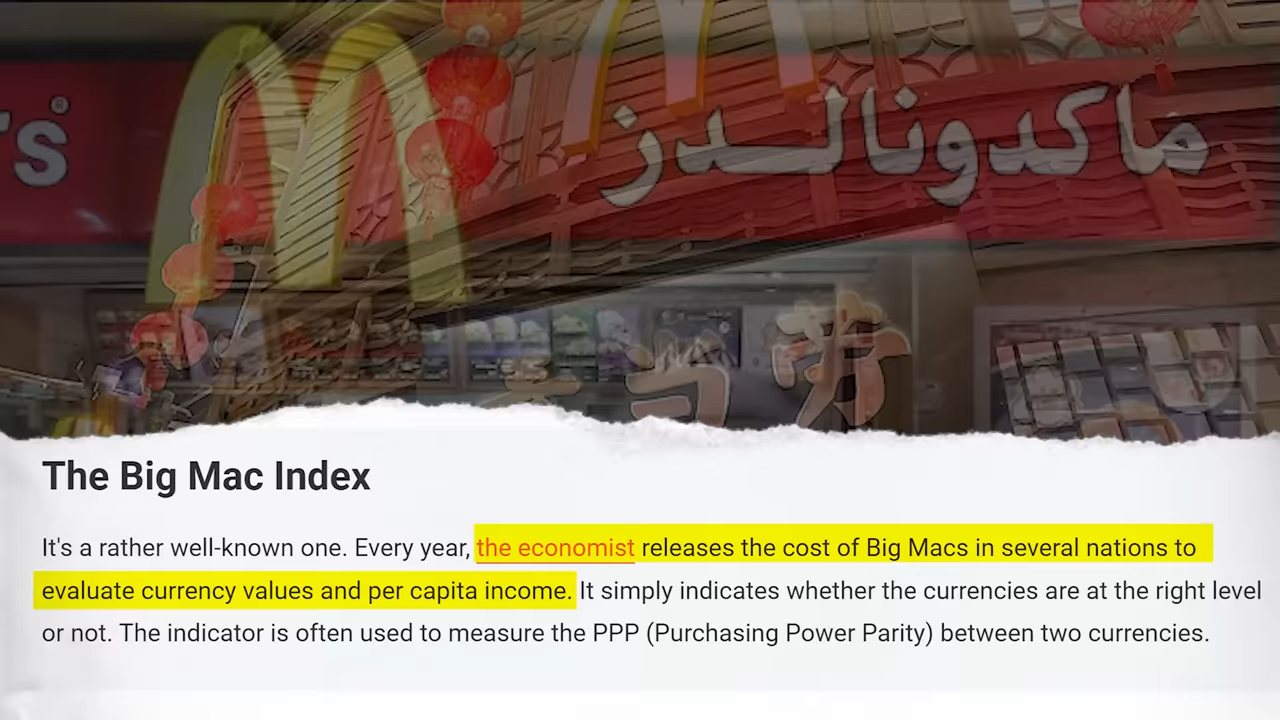 's®
ماكدونالدز
当劳
The Big Mac Index
It's a rather well-known one. Every year, the economist releases the cost of Big Macs in several nations to
evaluate currency values and per capita income. It simply indicates whether the currencies are at the right level
or not. The indicator is often used to measure the PPP (Purchasing Power Parity) between two currencies.